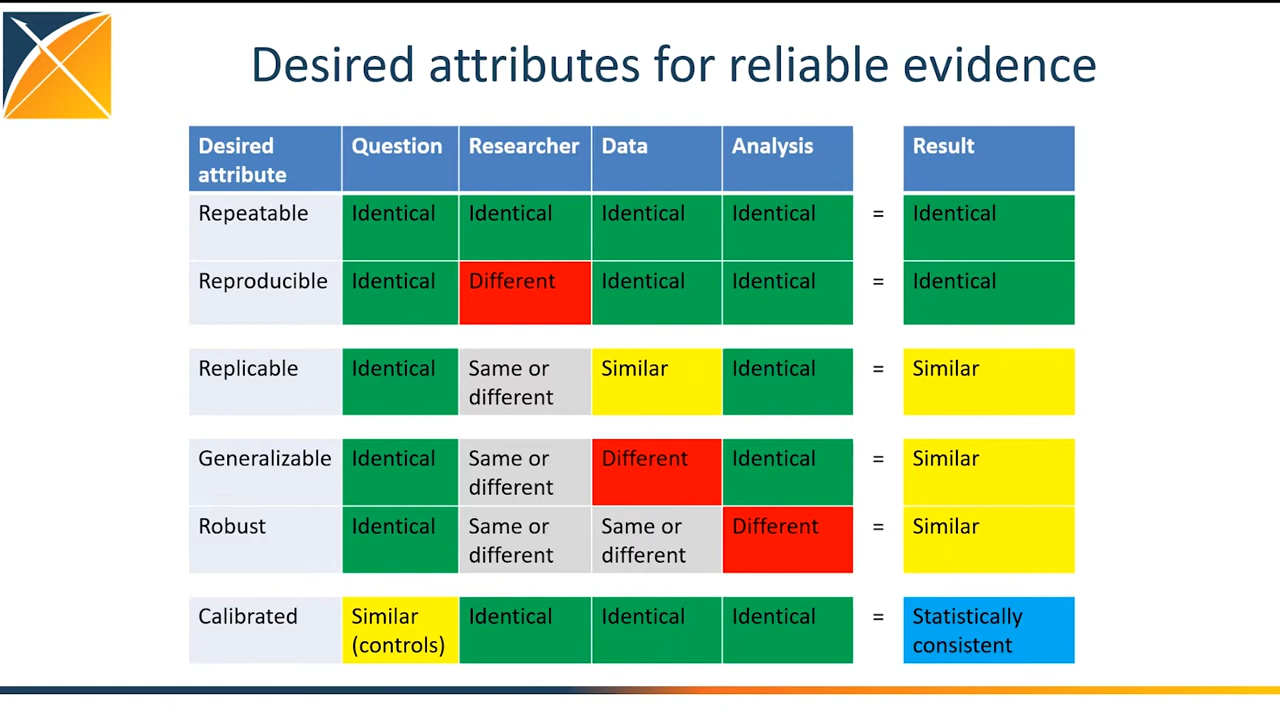 Desired attributes for reliable evidence
Desired attribute Question Researcher Data Analysis Result
Repeatable Identical Identical Identical Identical = Identical
Reproducible Identical Different Identical Identical = Identical
Replicable Identical Same or different Similar Identical = Similar
Generalizable Identical Same or different Different Identical = Similar
Robust Identical Same or different Same or different Different = Similar
Calibrated Similar (controls) Identical Identical Identical = Statistically consistent